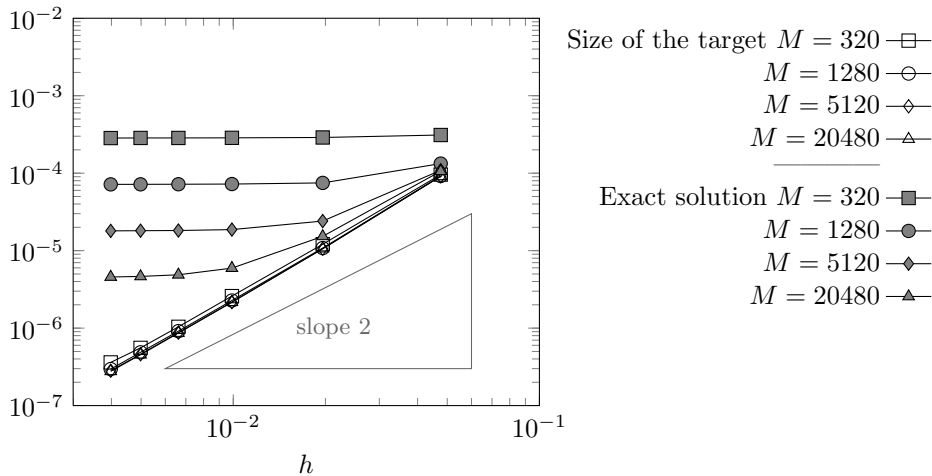 10⁻²
10⁻³
10⁻⁴
10⁻⁵
10⁻⁶
10⁻⁷
10⁻²
10⁻¹
h
slope 2
Size of the target M = 320
M = 1280
M = 5120
M = 20480
Exact solution M = 320
M = 1280
M = 5120
M = 20480